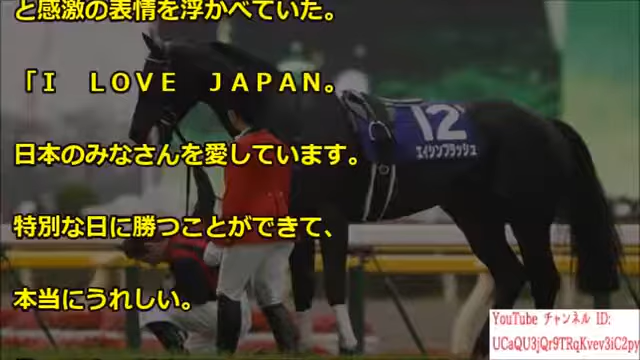 と感激の表情を浮かべていた。
「Ｉ　ＬＯＶＥ　ＪＡＰＡＮ。
日本のみなさんを愛しています。
特別な日に勝つことができて、
本当にうれしい。
12
エイシンフラッシュ
YouTube チャンネル ID:
UCaQU3jQr9TRqKvev3iC2py